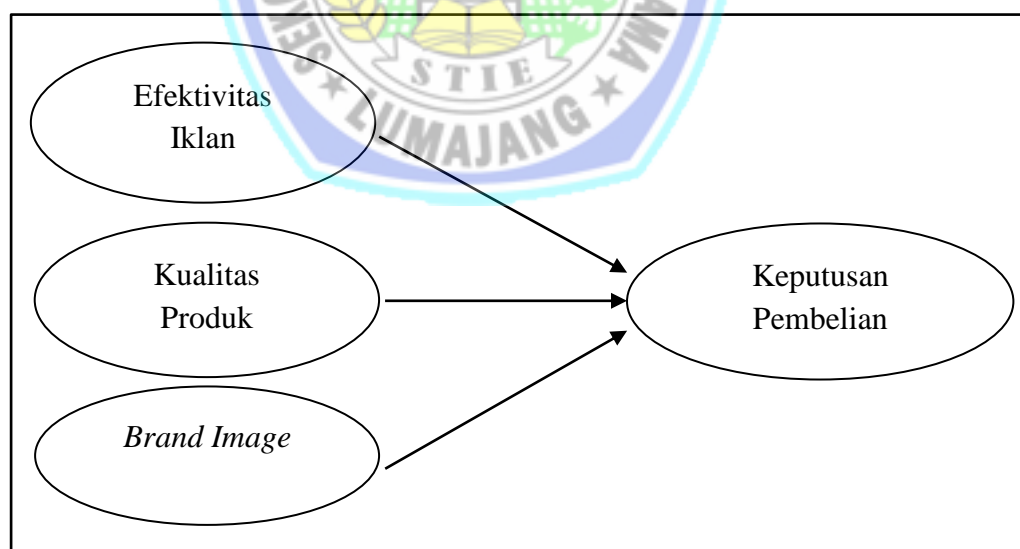 STIE
LUMAJANG
Efektivitas
Iklan
Kualitas
Produk
Brand Image
Keputusan
Pembelian